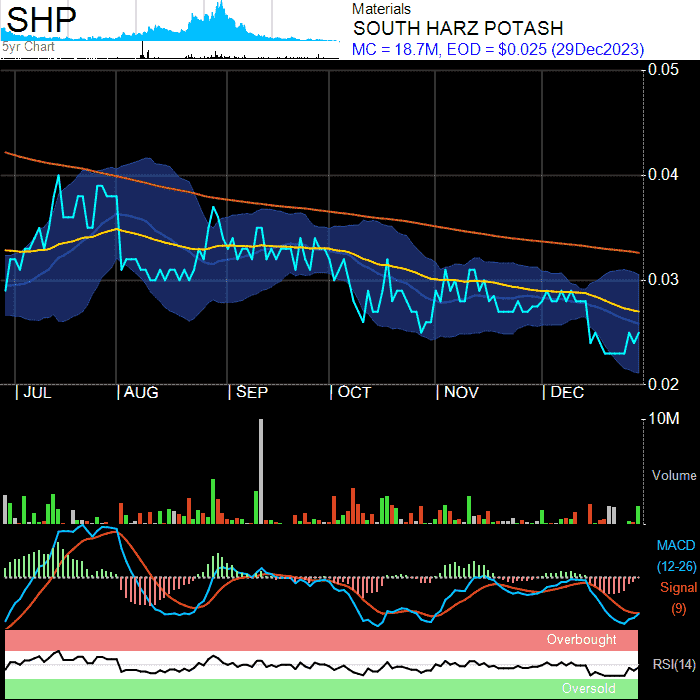 SHP
5yr Chart
Materials
SOUTH HARZ POTASH
MC = 18.7M, EOD = $0.025 (29Dec2023)
0.05
0.04
0.03
0.02
JUL AUG SEP OCT NOV DEC
10M
Volume
MACD
(12-26)
Signal
(9)
Overbought
RSI(14)
Oversold